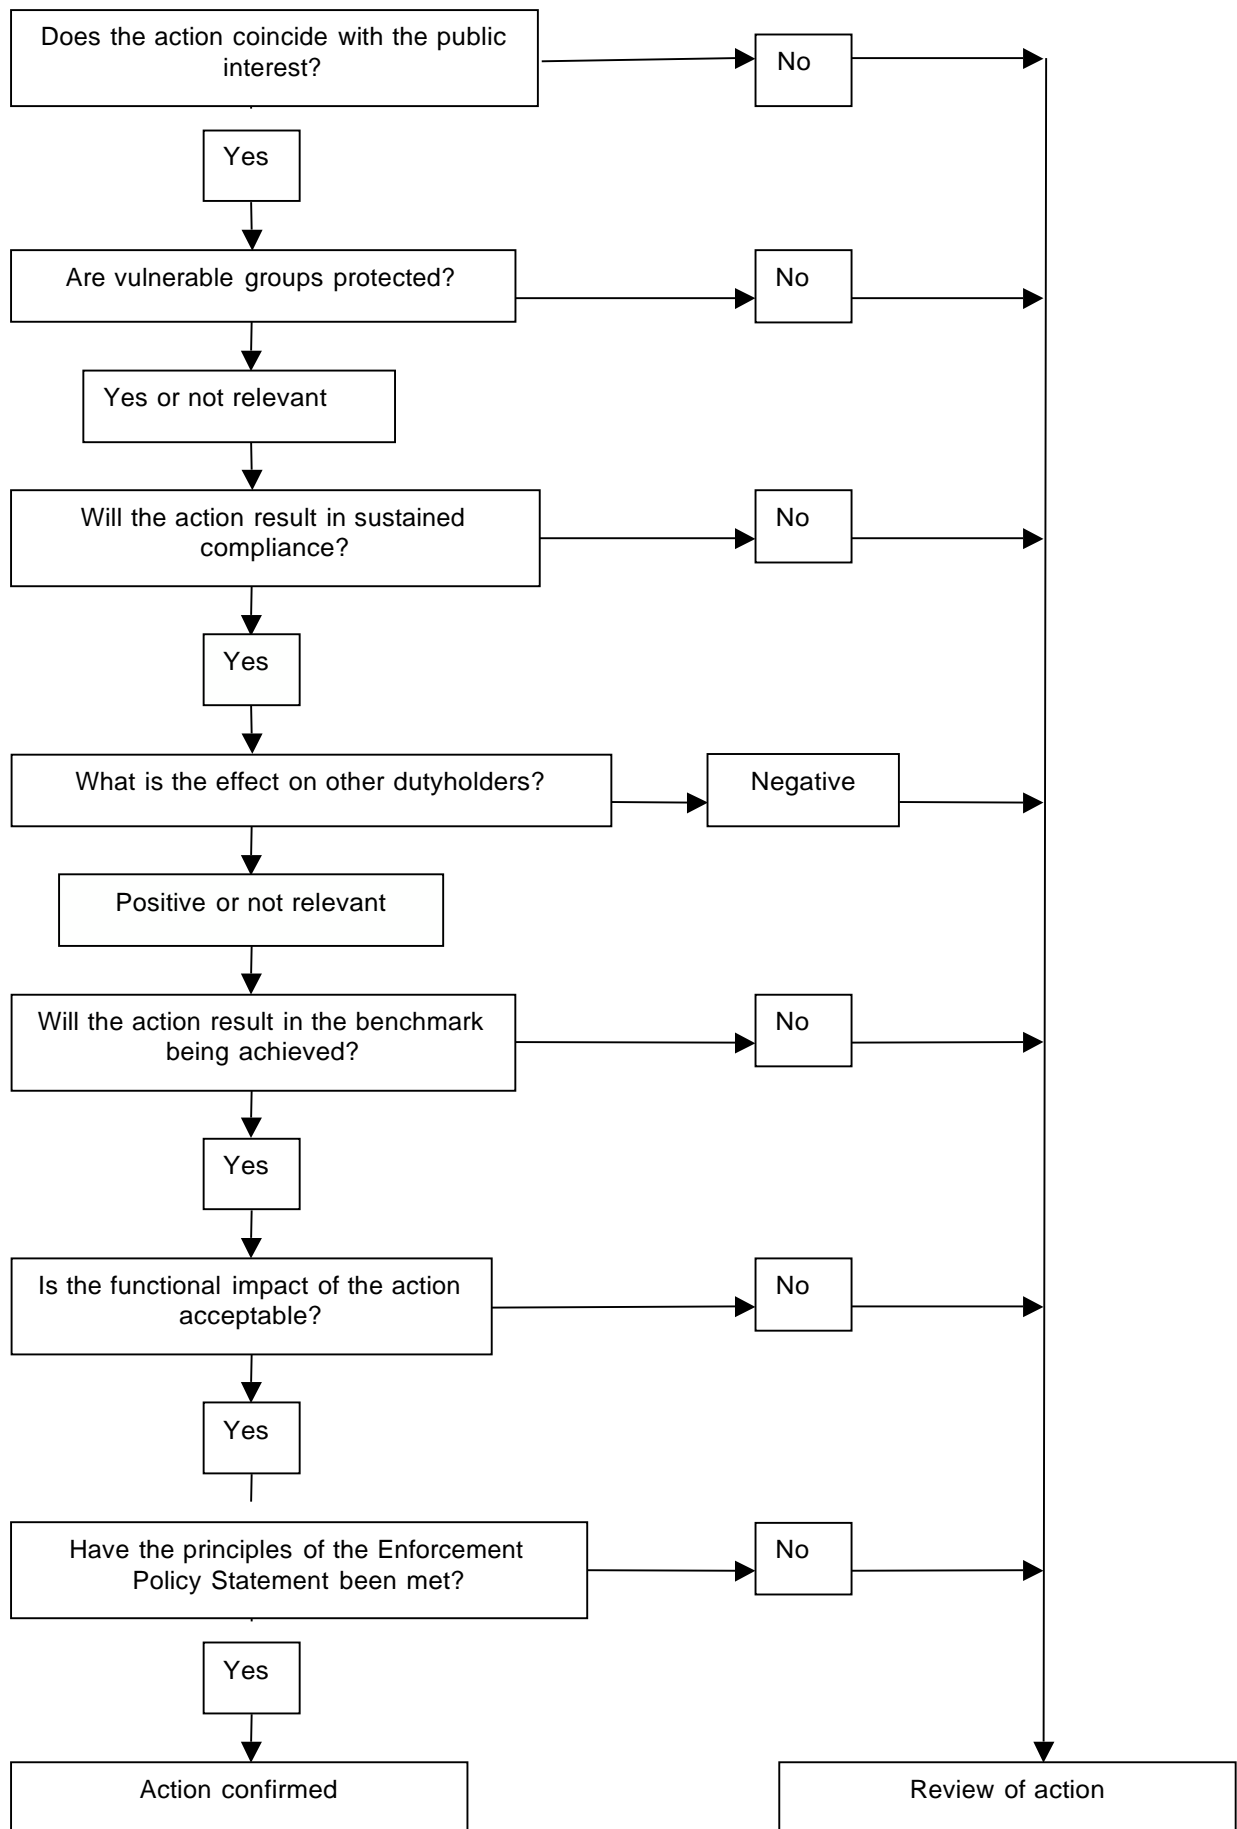 Does the action coincide with the public
interest?
No
Yes
Are vulnerable groups protected?
No
Yes or not relevant
Will the action result in sustained
compliance?
No
Yes
What is the effect on other dutyholders?
Negative
Positive or not relevant
Will the action result in the benchmark
being achieved?
No
Yes
Is the functional impact of the action
acceptable?
No
Yes
Have the principles of the Enforcement
Policy Statement been met?
No
Yes
Action confirmed
Review of action